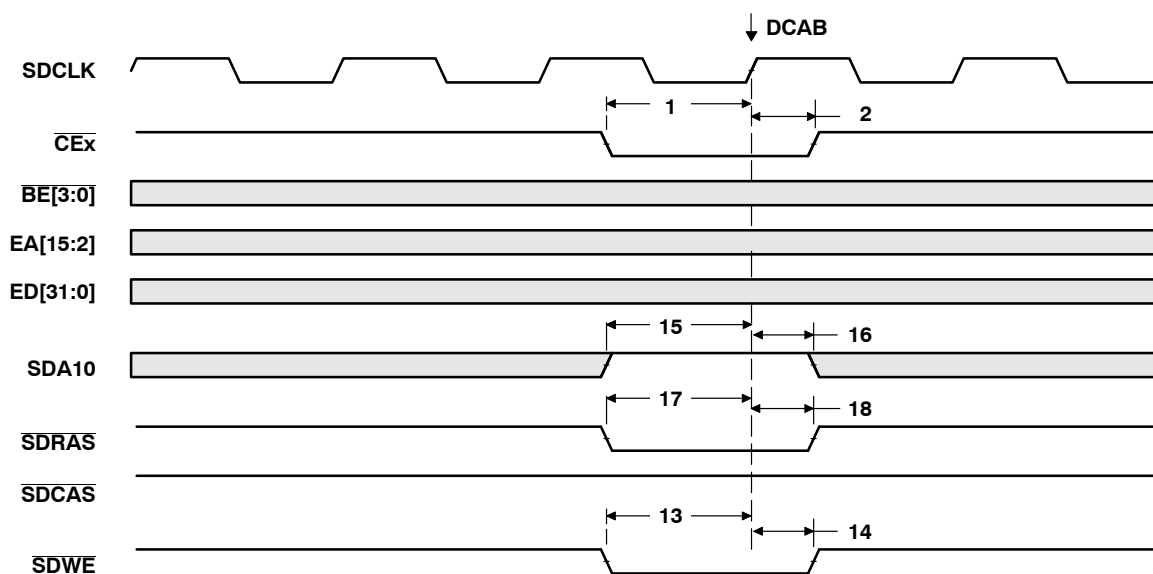 DCAB
SDCLK
1
2
CEx
BE[3:0]
EA[15:2]
ED[31:0]
15
16
SDA10
17
18
SDRAS
SDCAS
13
14
SDWE